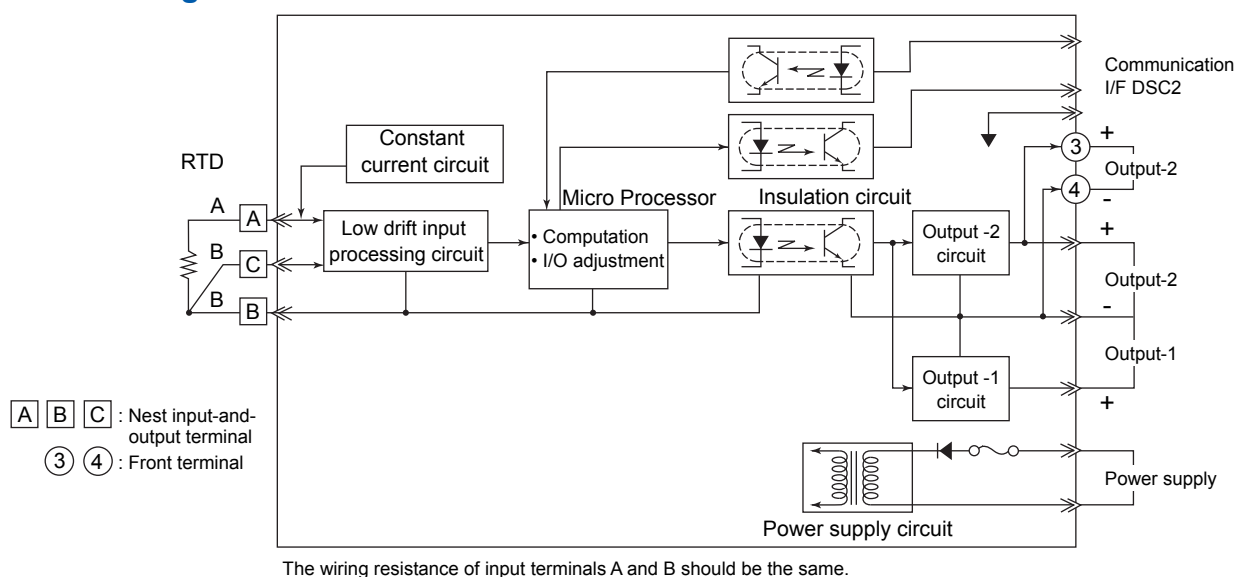 Communication
I/F DSC2
Constant
current circuit
RTD
3
+
Output-2
4
-
A
A
Low drift input
processing circuit
Micro Processor
• Computation
• I/O adjustment
Insulation circuit
Output -2
circuit
+
Output-2
-
B
C
B
B
Output-1
+
Output -1
circuit
A B C : Nest input-and-
output terminal
3 4 : Front terminal
Power supply
Power supply circuit
The wiring resistance of input terminals A and B should be the same.